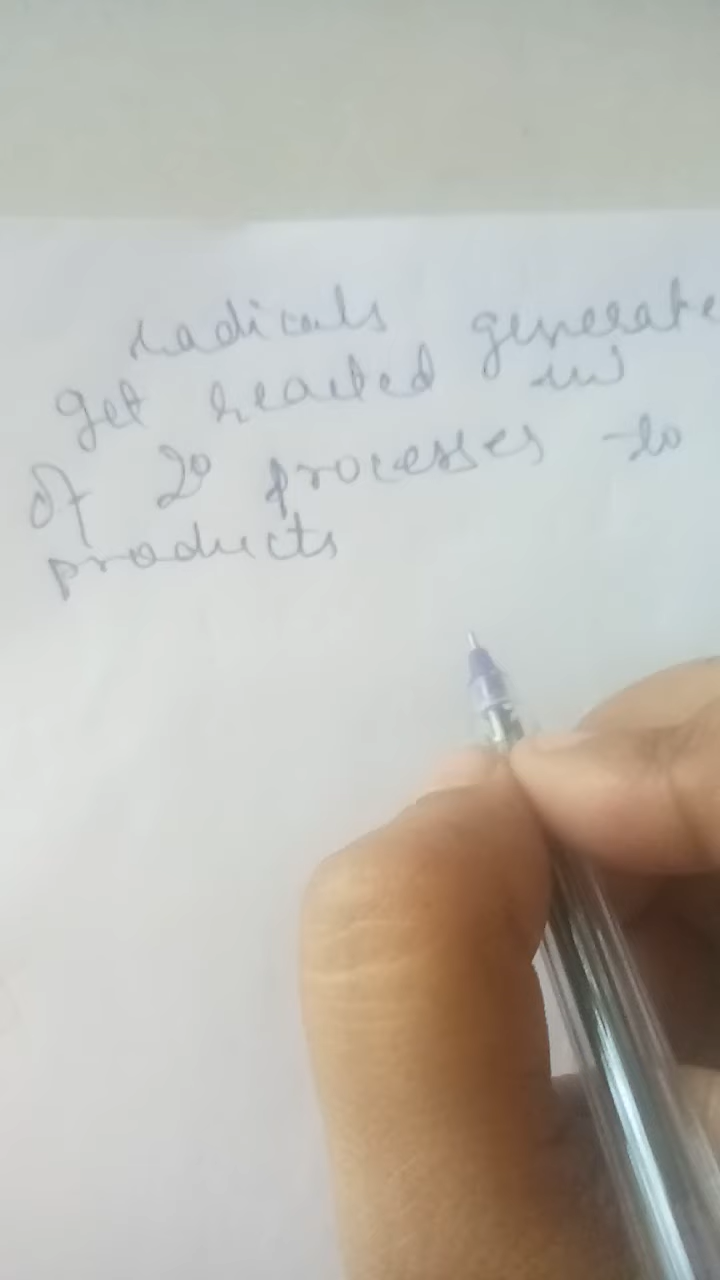 radicals generate
get reacted in
of 2° processes to
products